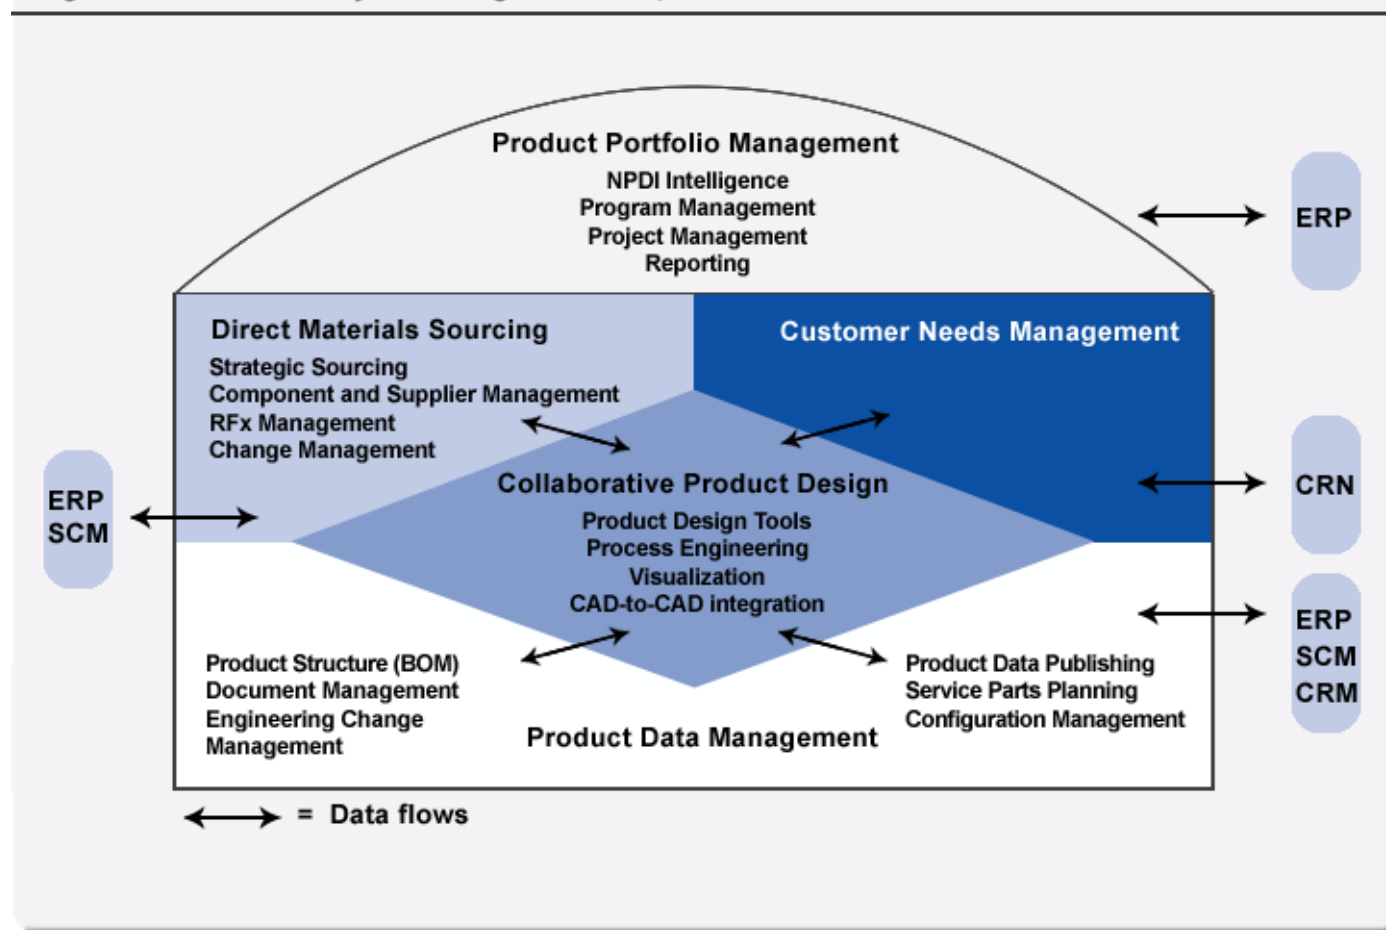 Product Portfolio Management
NPDI Intelligence
Program Management
Project Management
Reporting
ERP
Direct Materials Sourcing
Strategic Sourcing
Component and Supplier Management
RFx Management
Change Management
Customer Needs Management
ERP
SCM
Collaborative Product Design
Product Design Tools
Process Engineering
Visualization
CAD-to-CAD integration
CRN
ERP
SCM
CRM
Product Structure (BOM)
Document Management
Engineering Change
Management
Product Data Management
Product Data Publishing
Service Parts Planning
Configuration Management
= Data flows